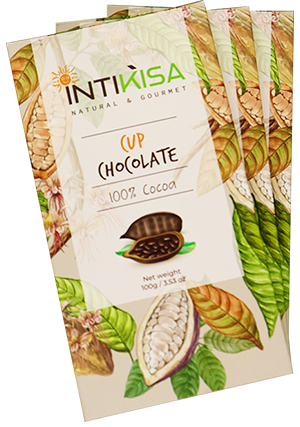 INTIKISA
NATURAL & GOURMET
CUP
CHOCOLATE
100% Cocoa
Net weight
100g / 3.53 oz